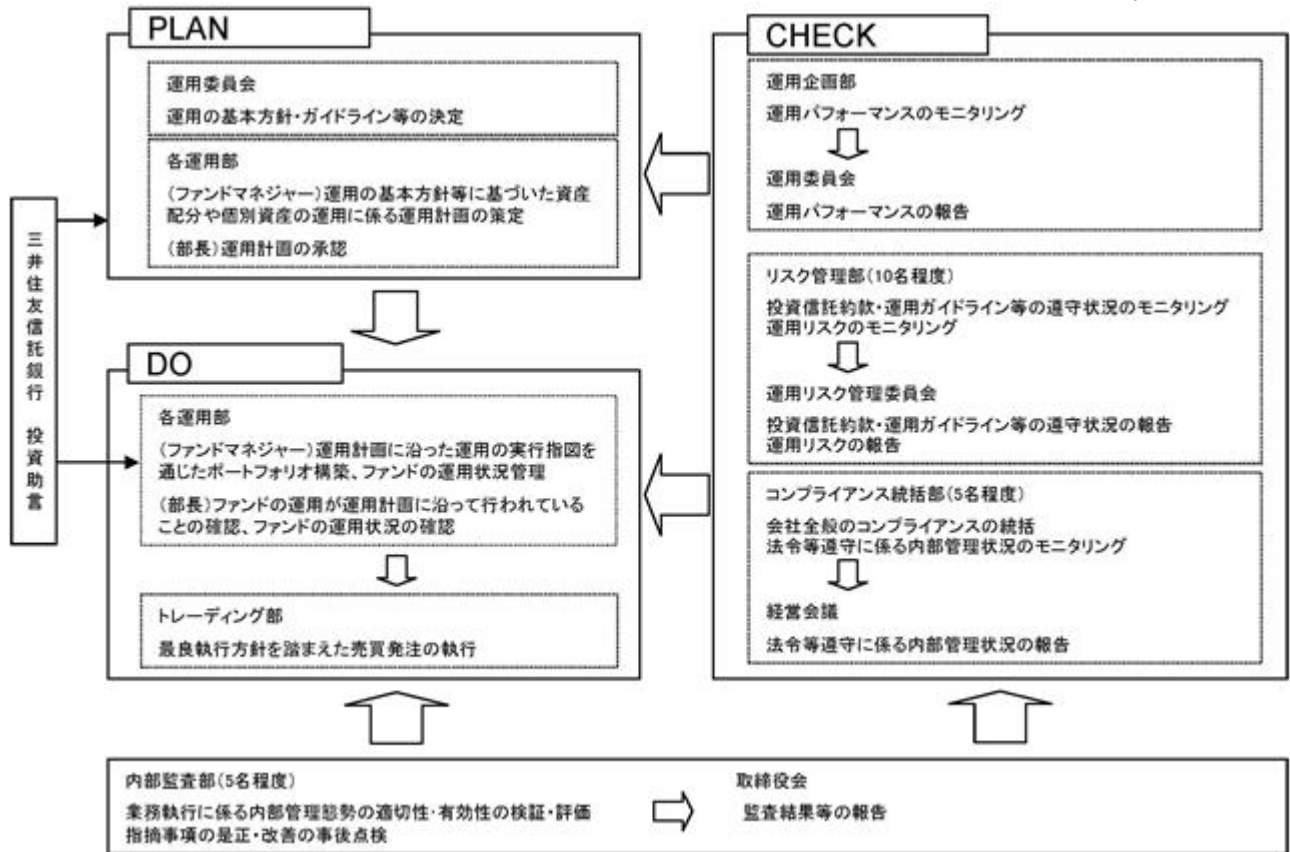 PLAN
運用委員会
運用の基本方針・ガイドライン等の決定
各運用部
(ファンドマネジャー)運用の基本方針等に基づいた資産
配分や個別資産の運用に係る運用計画の策定
(部長)運用計画の承認
三井住友信託銀行 投資助言
DO
各運用部
(ファンドマネジャー)運用計画に沿った運用の実行指図を
通じたポートフォリオ構築、ファンドの運用状況管理
(部長)ファンドの運用が運用計画に沿って行われている
ことの確認、ファンドの運用状況の確認
トレーディング部
最良執行方針を踏まえた売買発注の執行
CHECK
運用企画部
運用パフォーマンスのモニタリング
運用委員会
運用パフォーマンスの報告
リスク管理部(10名程度)
投資信託約款・運用ガイドライン等の遵守状況のモニタリング
運用リスクのモニタリング
運用リスク管理委員会
投資信託約款・運用ガイドライン等の遵守状況の報告
運用リスクの報告
コンプライアンス統括部(5名程度)
会社全般のコンプライアンスの統括
法令等遵守に係る内部管理状況のモニタリング
経営会議
法令等遵守に係る内部管理状況の報告
内部監査部(5名程度)
業務執行に係る内部管理態勢の適切性・有効性の検証・評価
指摘事項の是正・改善の事後点検
取締役会
監査結果等の報告